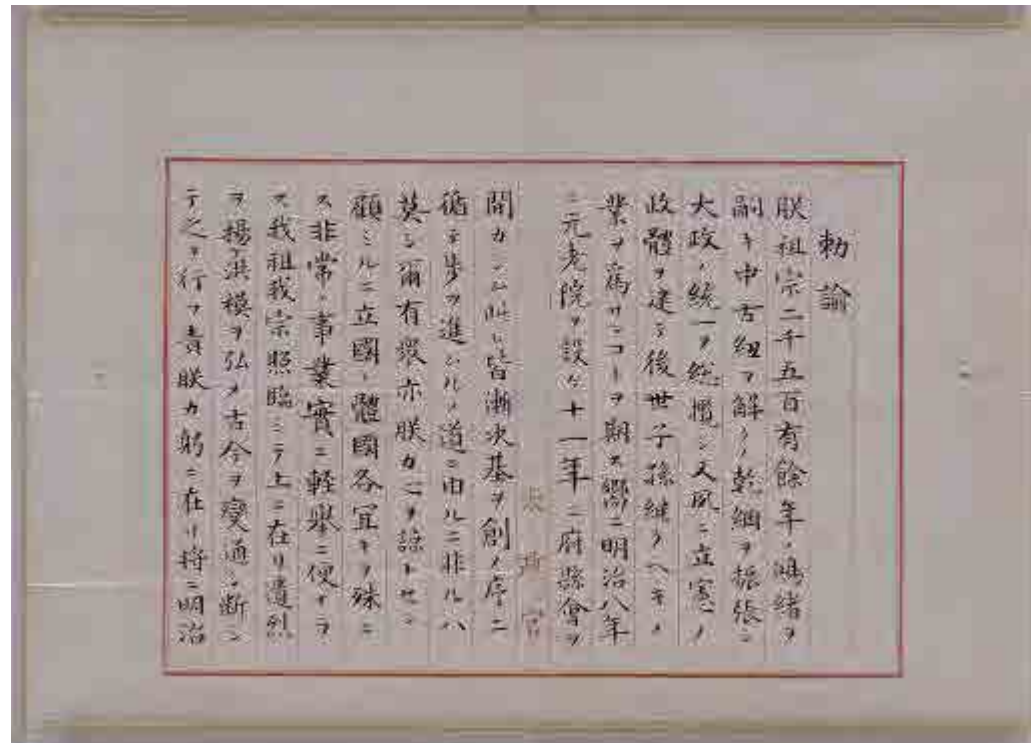 勅諭
朕祖宗二千五百有餘年ノ鴻緒ヲ
嗣キ中古紐ヲ解クノ乾綱ヲ振張シ
大政ノ統一ヲ総攬シ又夙ニ立憲ノ
政體ヲ建テ後世子孫継クヘキノ
業ヲ爲サンコトヲ期ス嚮ニ明治八年
ニ元老院ヲ設ケ十一年ニ府縣會ヲ
開カシム此レ皆漸次基ヲ創メ序ニ
循テ歩ヲ進ムルノ道ニ由ルニ非ルハ
莫シ爾有衆亦朕カ心ヲ諒トセン
顧ミルニ立國ノ體國各宜キヲ殊ニ
ス非常ノ事業實ニ軽舉ニ便ナラ
ス我祖我宗照臨シテ上ニ在リ遺烈
ヲ揚ケ洪模ヲ弘メ古今ヲ変通シ断シ
テ之ヲ行フ責朕カ躬ニ在リ将ニ明治
太政官